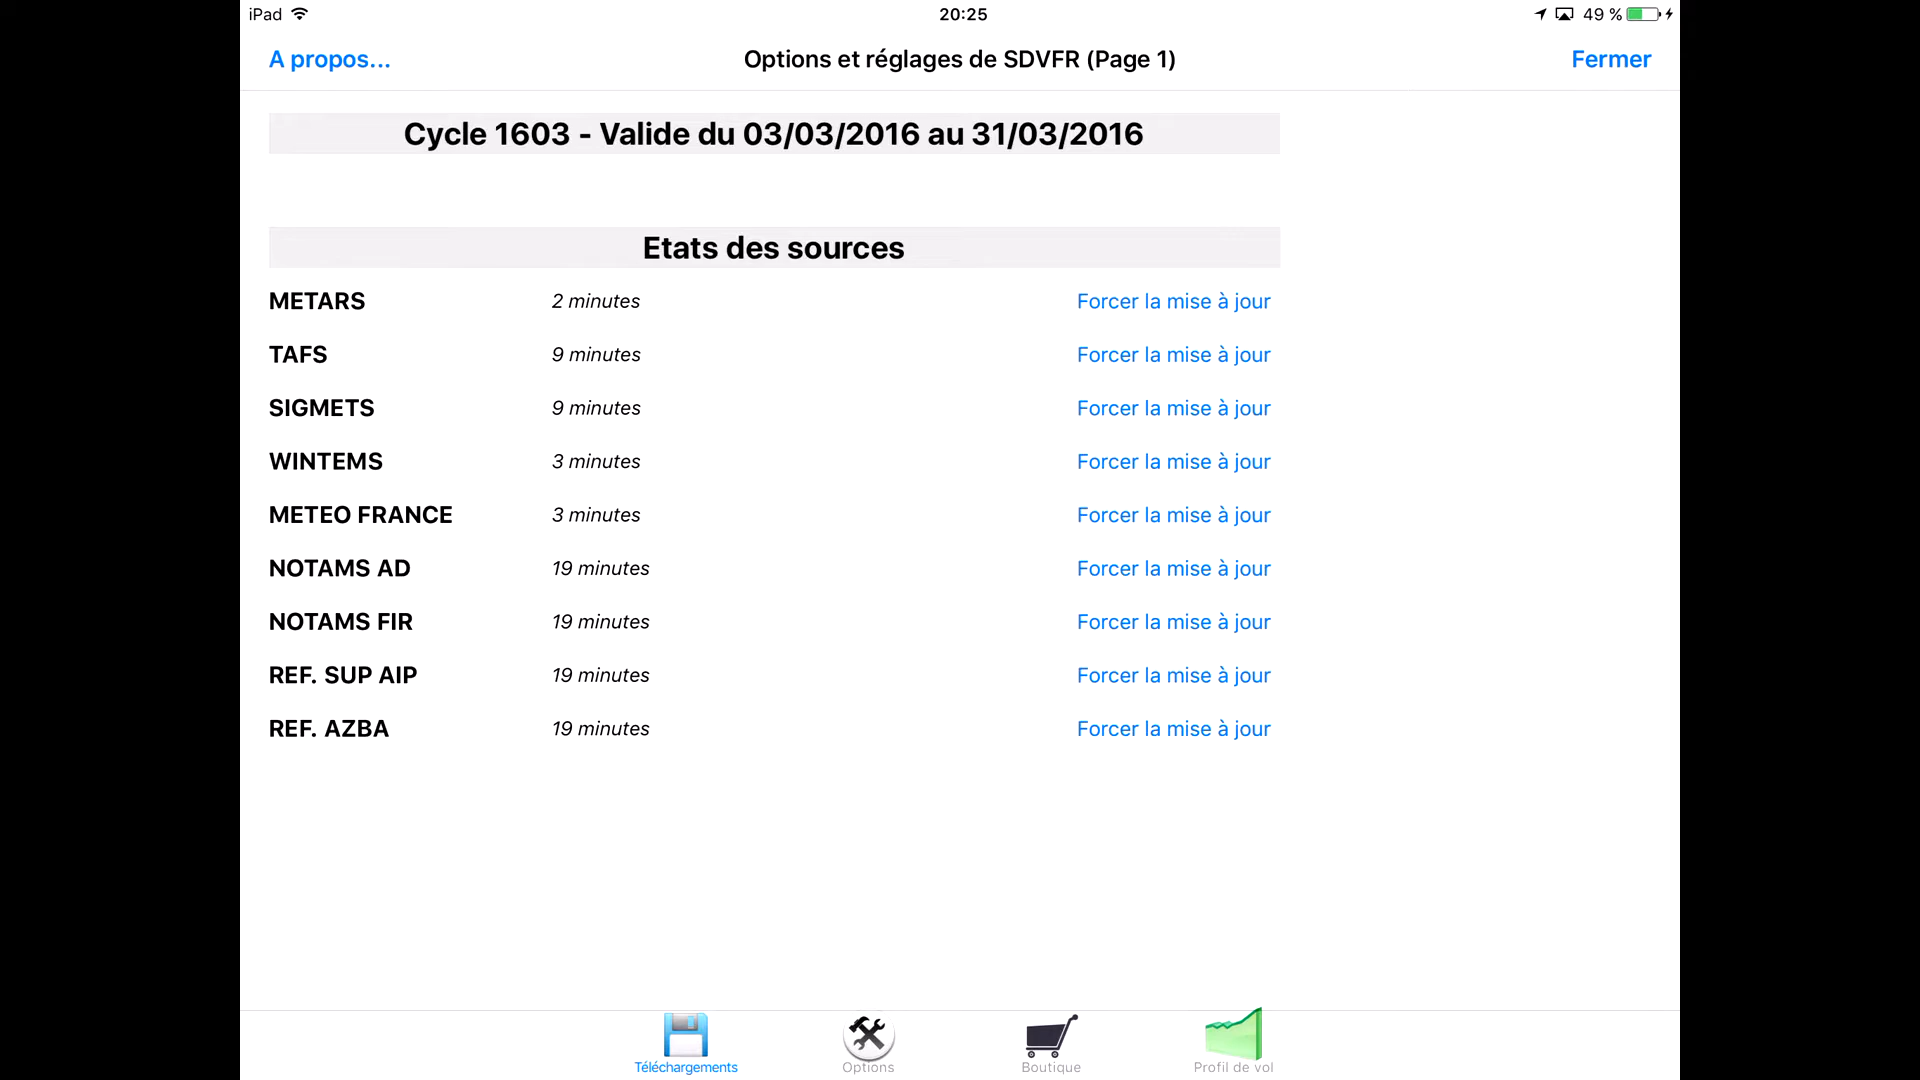 iPad 20:25 49 %
A propos... Options et réglages de SDVFR (Page 1) Fermer
Cycle 1603 - Valide du 03/03/2016 au 31/03/2016
Etats des sources
METARS 2 minutes Forcer la mise à jour
TAFS 9 minutes Forcer la mise à jour
SIGMETS 9 minutes Forcer la mise à jour
WINTEMS 3 minutes Forcer la mise à jour
METEO FRANCE 3 minutes Forcer la mise à jour
NOTAMS AD 19 minutes Forcer la mise à jour
NOTAMS FIR 19 minutes Forcer la mise à jour
REF. SUP AIP 19 minutes Forcer la mise à jour
REF. AZBA 19 minutes Forcer la mise à jour
Téléchargements Options Boutique Profil de vol